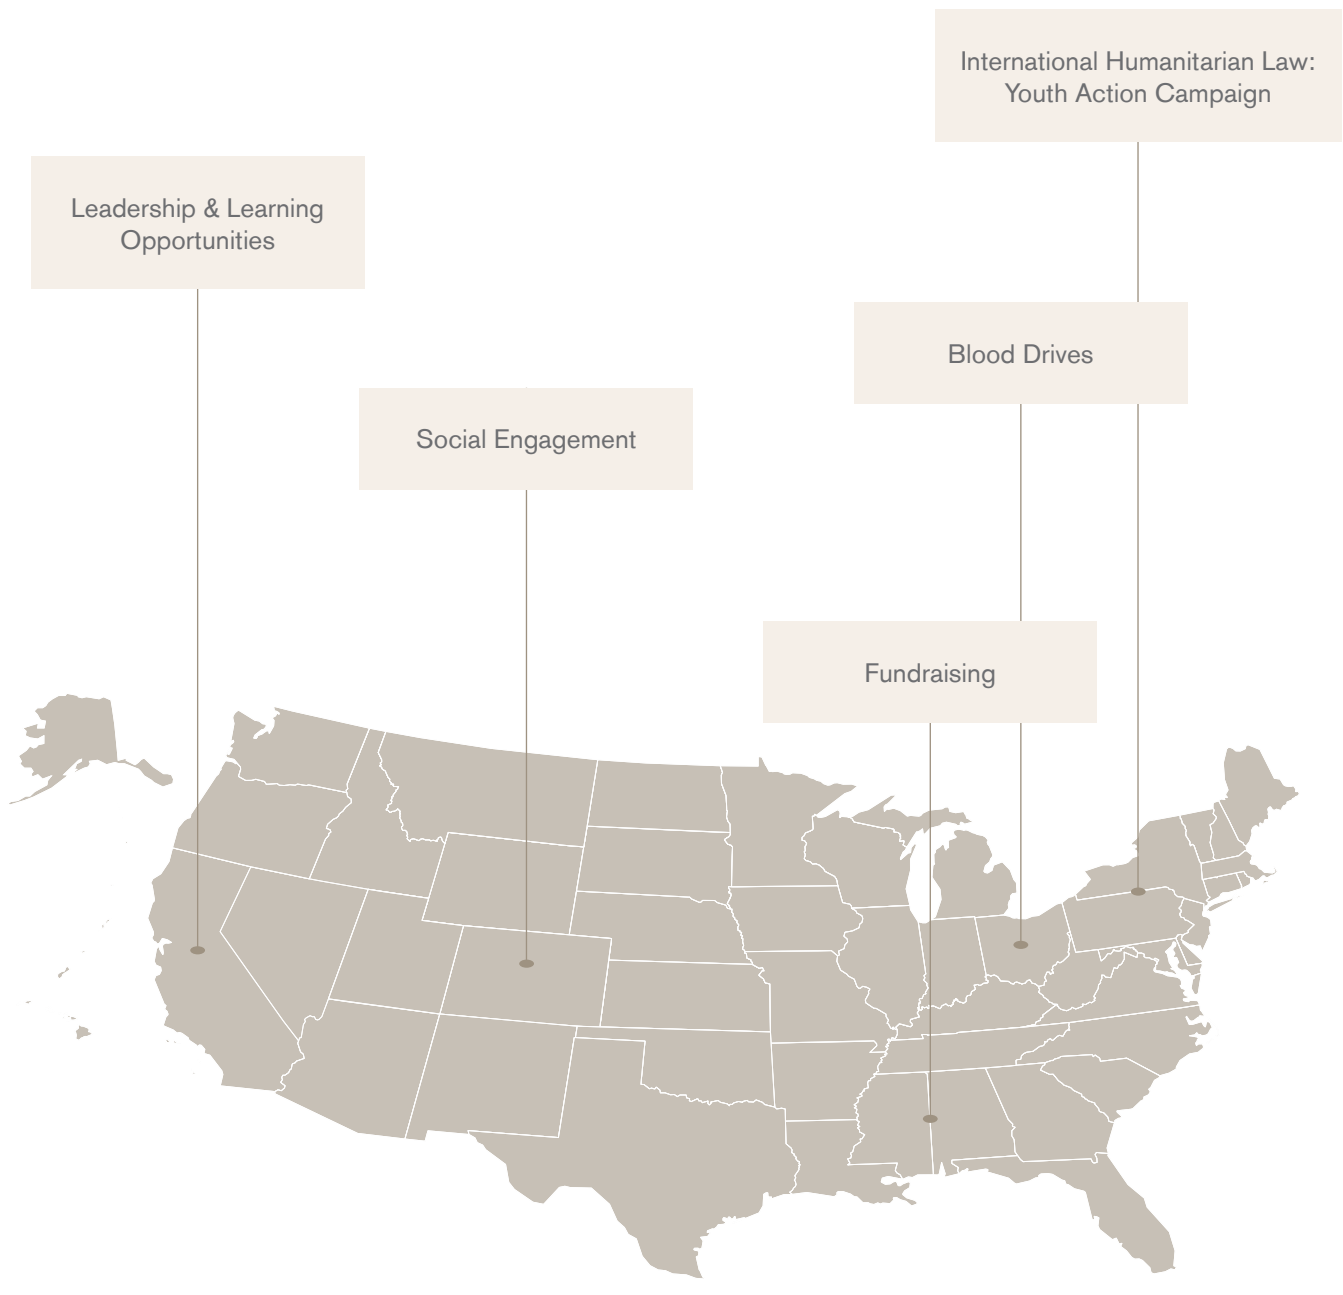 International Humanitarian Law:
Youth Action Campaign
Leadership & Learning
Opportunities
Blood Drives
Social Engagement
Fundraising